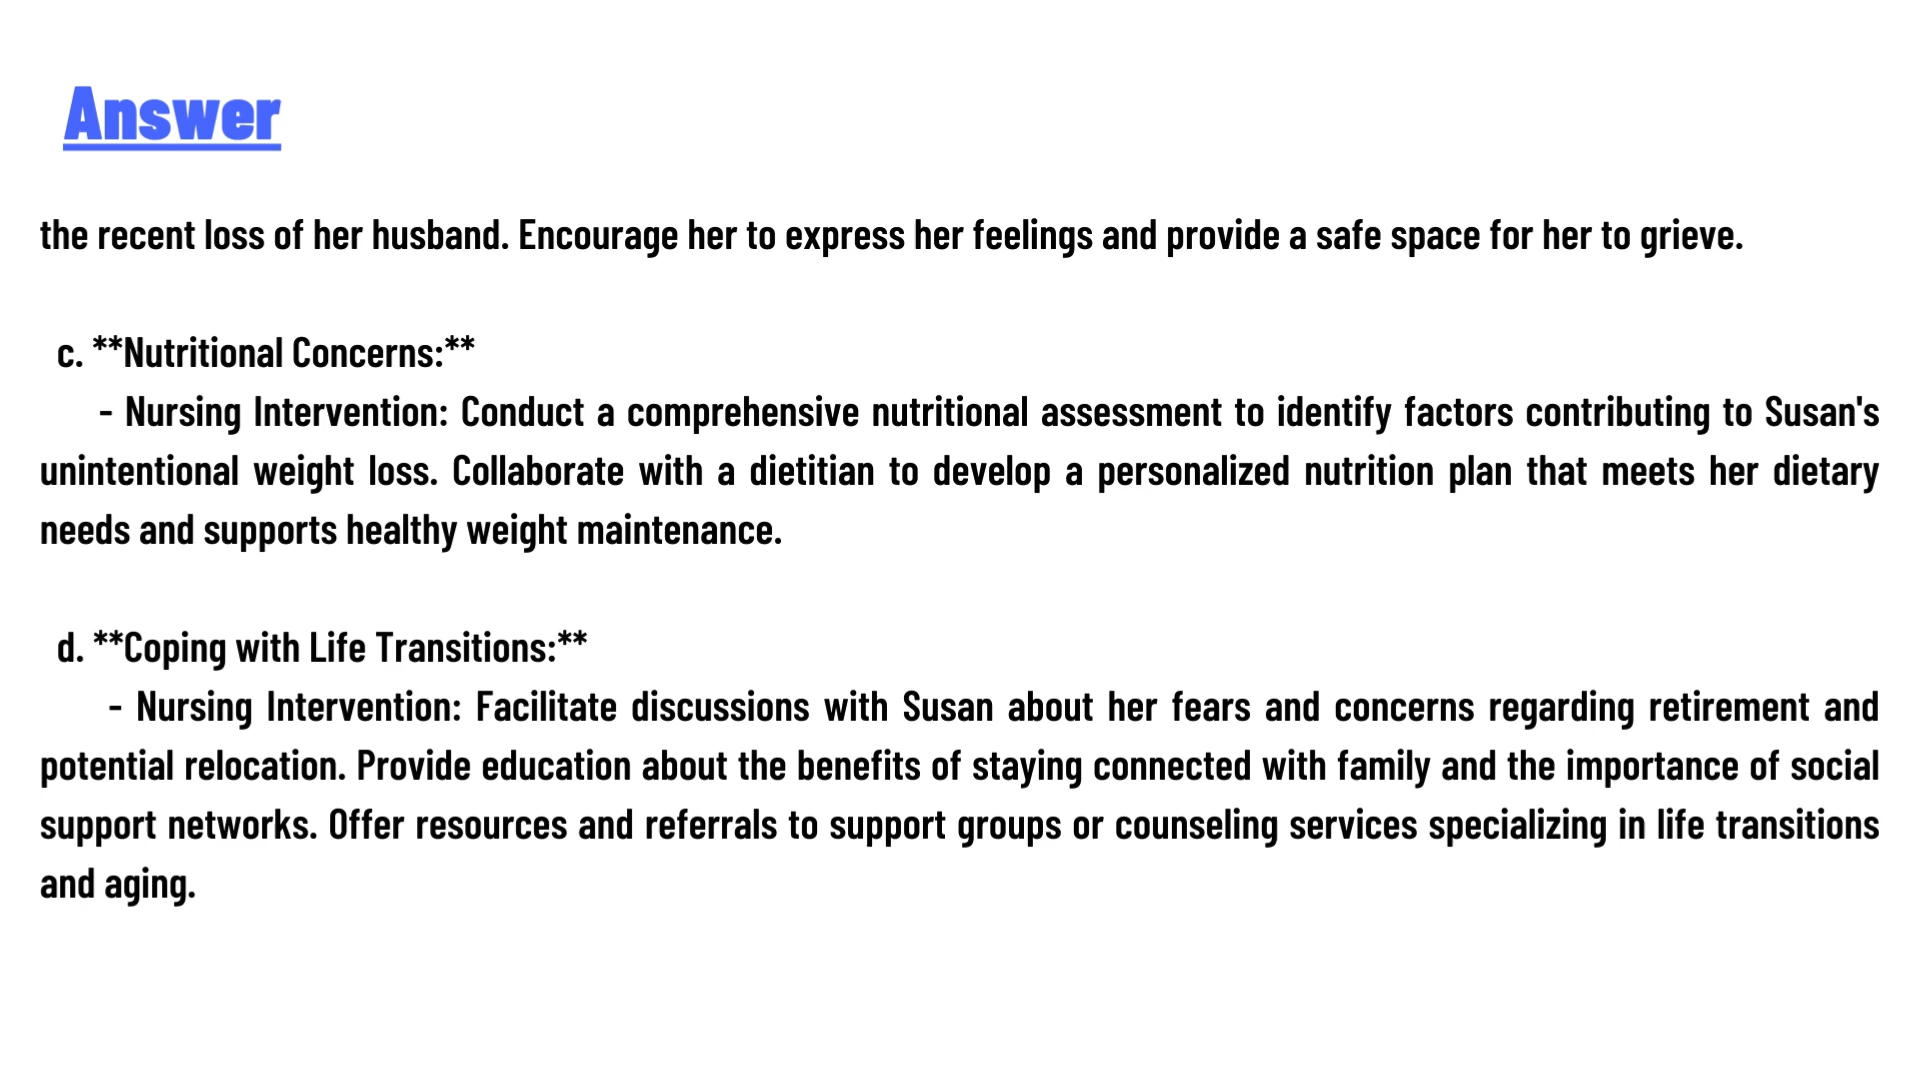 Answer
the recent loss of her husband. Encourage her to express her feelings and provide a safe space for her to grieve.
c. **Nutritional Concerns:**
- Nursing Intervention: Conduct a comprehensive nutritional assessment to identify factors contributing to Susan's
unintentional weight loss. Collaborate with a dietitian to develop a personalized nutrition plan that meets her dietary
needs and supports healthy weight maintenance.
d. **Coping with Life Transitions:**
- Nursing Intervention: Facilitate discussions with Susan about her fears and concerns regarding retirement and
potential relocation. Provide education about the benefits of staying connected with family and the importance of social
support networks. Offer resources and referrals to support groups or counseling services specializing in life transitions
and aging.